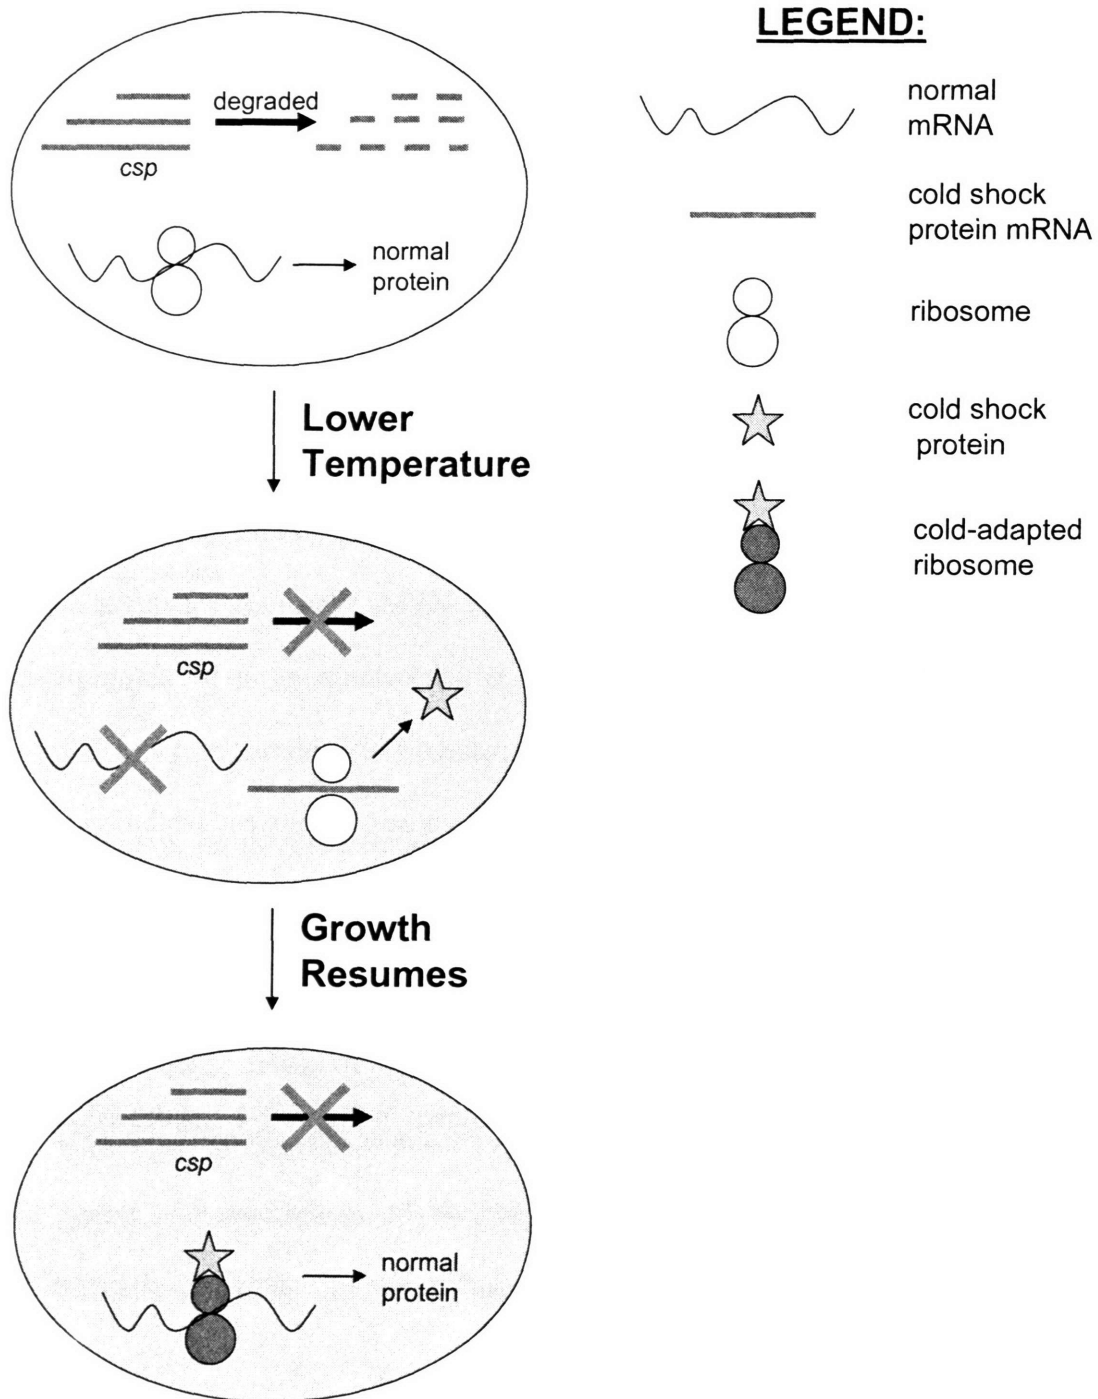 LEGEND:
normal
mRNA
cold shock
protein mRNA
ribosome
cold shock
protein
cold-adapted
ribosome
degraded
csp
normal
protein
Lower
Temperature
csp
Growth
Resumes
csp
normal
protein